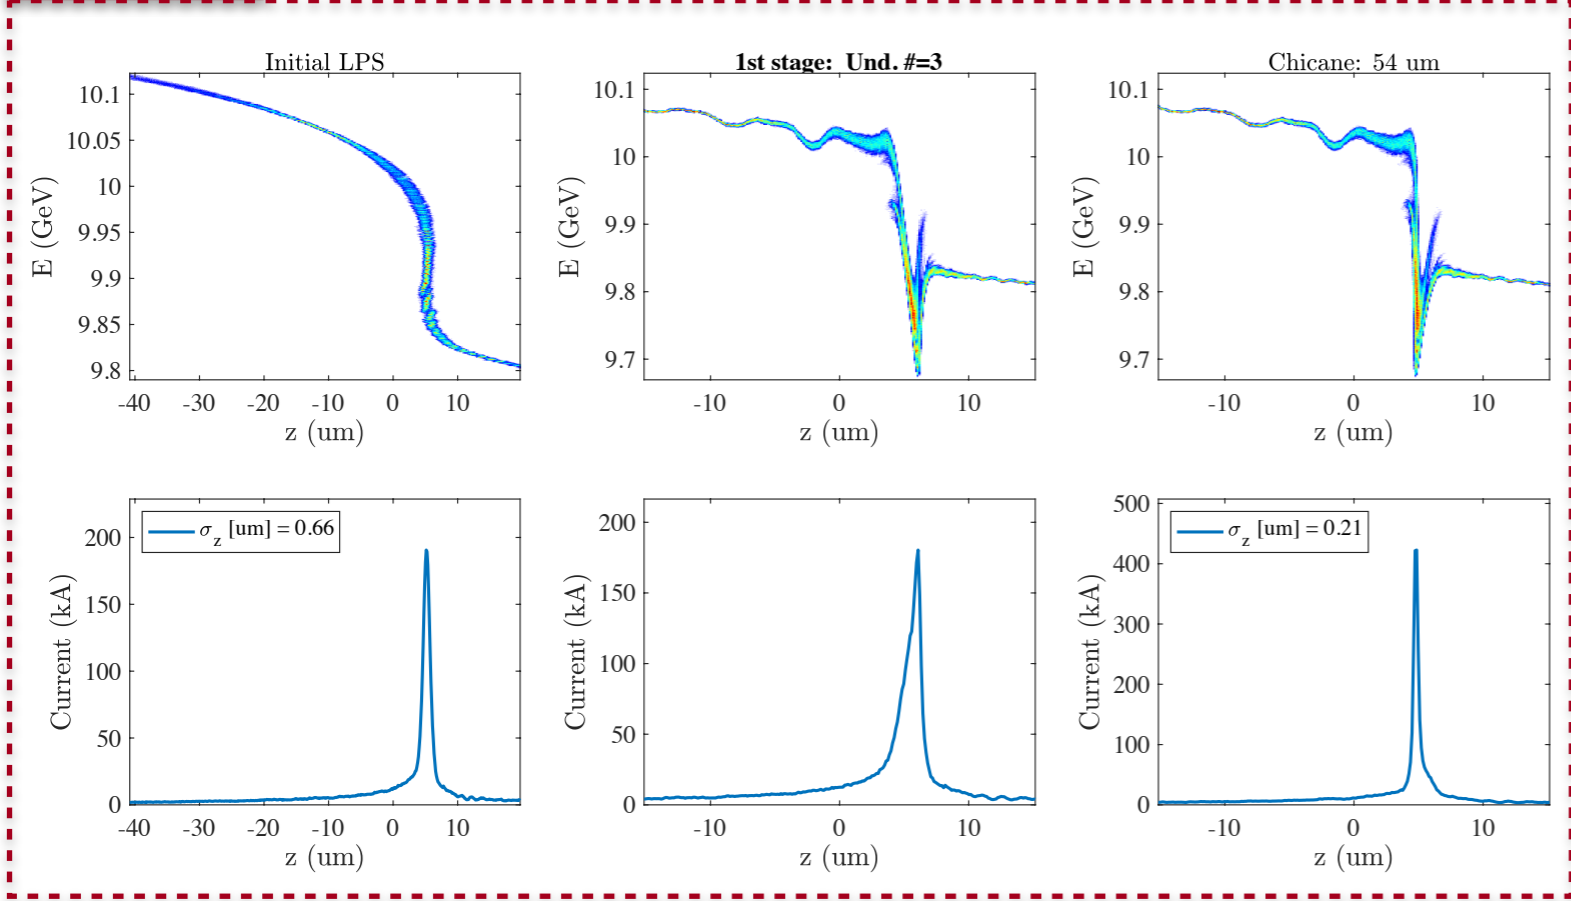 Initial LPS
1st stage: Und. #=3
Chicane: 54 um
10.1
10.05
10
9.95
9.9
9.85
9.8
E (GeV)
-40 -30 -20 -10 0 10
z (um)
10.1
10
9.9
9.8
9.7
E (GeV)
-10 0 10
z (um)
10.1
10
9.9
9.8
9.7
E (GeV)
-10 0 10
z (um)
σz [um] = 0.66
200
150
100
50
0
Current (kA)
-40 -30 -20 -10 0 10
z (um)
200
150
100
50
0
Current (kA)
-10 0 10
z (um)
σz [um] = 0.21
500
400
300
200
100
0
Current (kA)
-10 0 10
z (um)